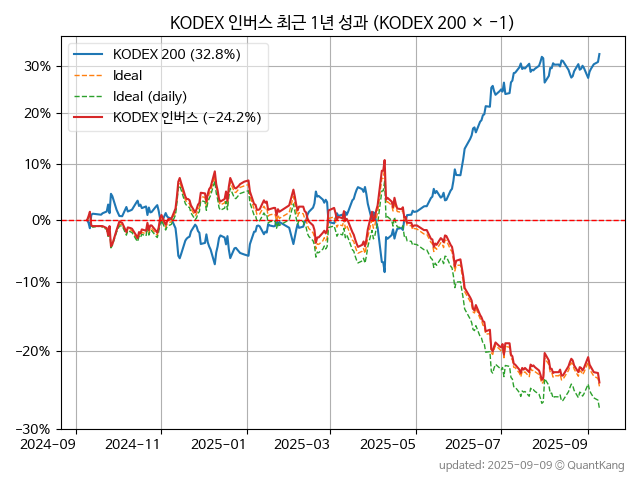 KODEX 인버스 최근 1년 성과 (KODEX 200 × −1)
KODEX 200 (32.8%)
Ideal
Ideal (daily)
KODEX 인버스 (−24.2%)
30%
20%
10%
0%
−10%
−20%
−30%
2024-09
2024-11
2025-01
2025-03
2025-05
2025-07
2025-09
updated: 2025-09-09 © QuantKang